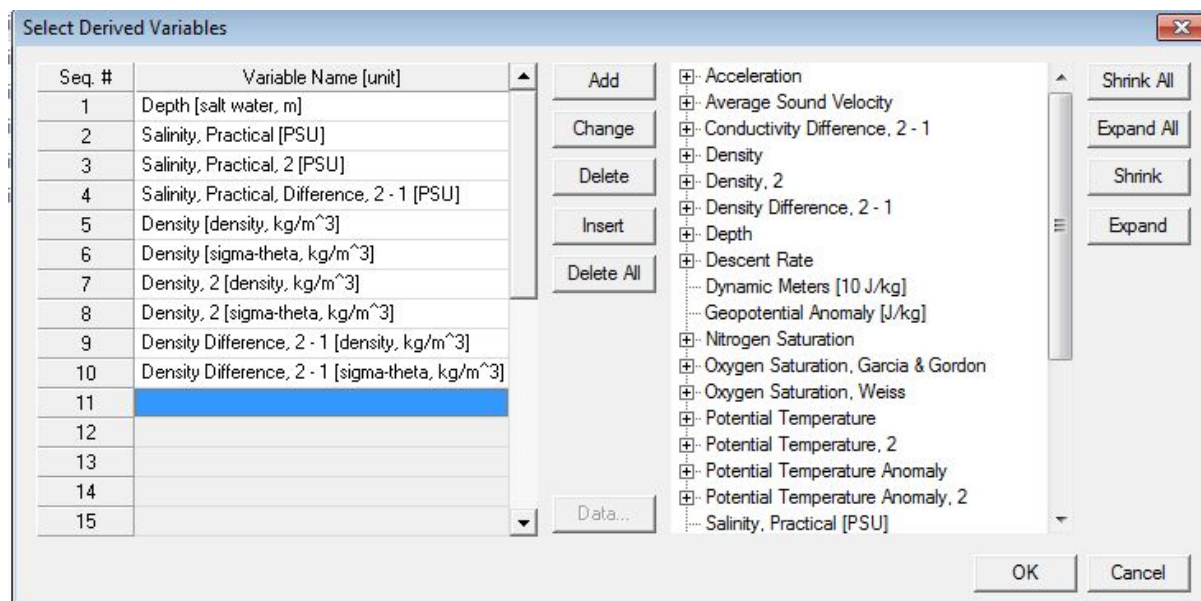 Select Derived Variables
Seq. # Variable Name [unit]
1 Depth [salt water, m]
2 Salinity, Practical [PSU]
3 Salinity, Practical, 2 [PSU]
4 Salinity, Practical, Difference, 2 - 1 [PSU]
5 Density [density, kg/m^3]
6 Density [sigma-theta, kg/m^3]
7 Density, 2 [density, kg/m^3]
8 Density, 2 [sigma-theta, kg/m^3]
9 Density Difference, 2 - 1 [density, kg/m^3]
10 Density Difference, 2 - 1 [sigma-theta, kg/m^3]
11
12
13
14
15
Add
Change
Delete
Insert
Delete All
Data...
Acceleration
Average Sound Velocity
Conductivity Difference, 2 - 1
Density
Density, 2
Density Difference, 2 - 1
Depth
Descent Rate
Dynamic Meters [10 J/kg]
Geopotential Anomaly [J/kg]
Nitrogen Saturation
Oxygen Saturation, Garcia & Gordon
Oxygen Saturation, Weiss
Potential Temperature
Potential Temperature, 2
Potential Temperature Anomaly
Potential Temperature Anomaly, 2
Salinity, Practical [PSU]
Shrink All
Expand All
Shrink
Expand
OK Cancel